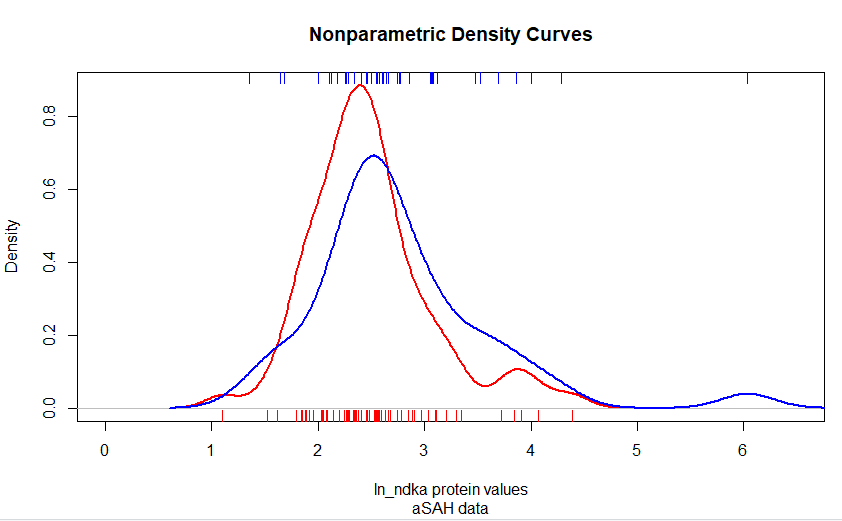 Nonparametric Density Curves
Density
0.8
0.6
0.4
0.2
0.0
0 1 2 3 4 5 6
ln_ndka protein values
aSAH data